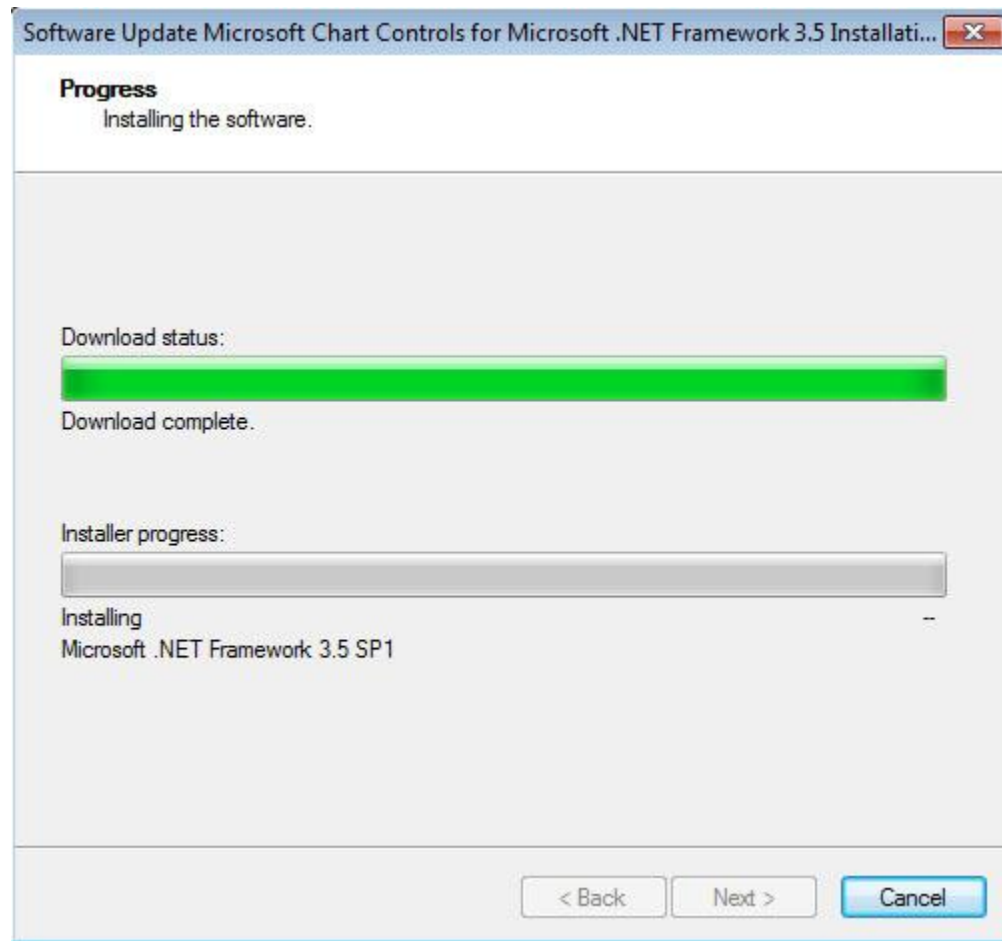 Software Update Microsoft Chart Controls for Microsoft .NET Framework 3.5 Installati...
Progress
Installing the software.
Download status:
Download complete.
Installer progress:
Installing --
Microsoft .NET Framework 3.5 SP1
< Back Next > Cancel